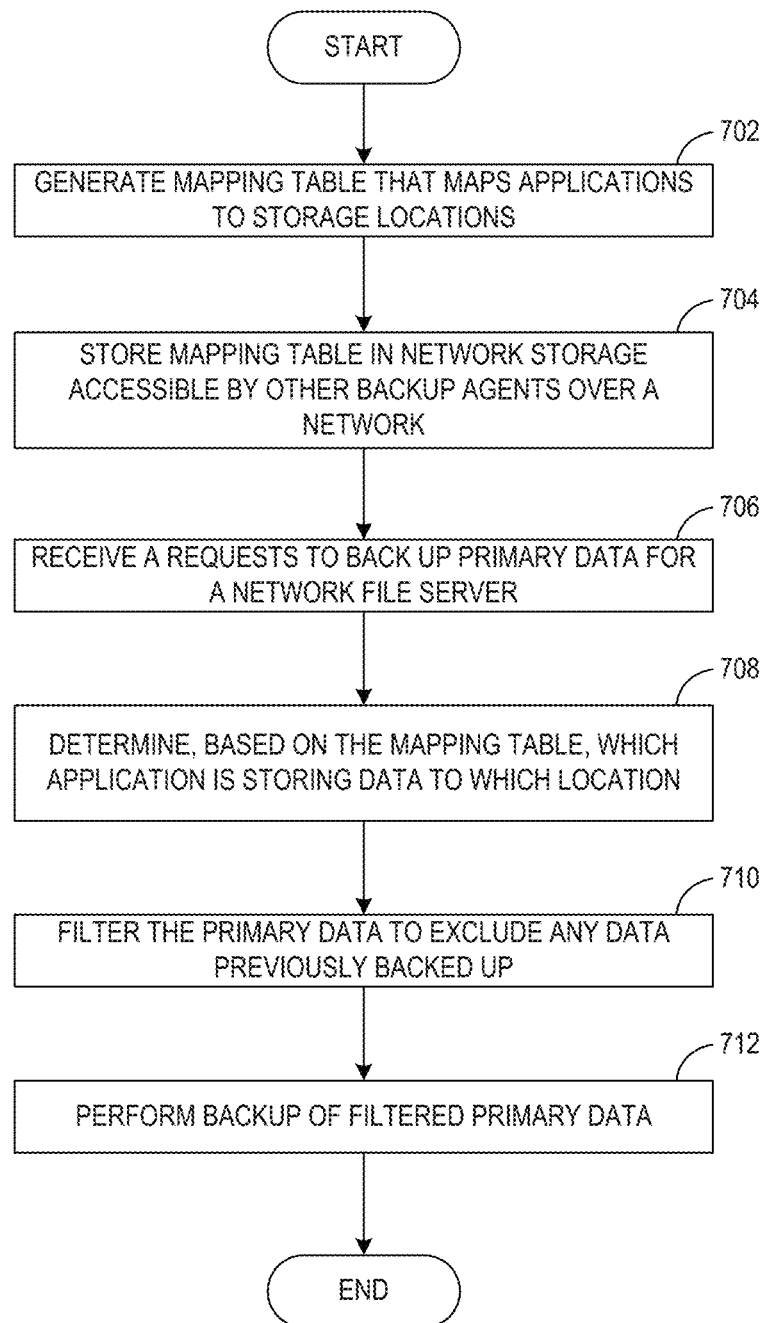 START
702
GENERATE MAPPING TABLE THAT MAPS APPLICATIONS
TO STORAGE LOCATIONS
704
STORE MAPPING TABLE IN NETWORK STORAGE
ACCESSIBLE BY OTHER BACKUP AGENTS OVER A
NETWORK
706
RECEIVE A REQUESTS TO BACK UP PRIMARY DATA FOR
A NETWORK FILE SERVER
708
DETERMINE, BASED ON THE MAPPING TABLE, WHICH
APPLICATION IS STORING DATA TO WHICH LOCATION
710
FILTER THE PRIMARY DATA TO EXCLUDE ANY DATA
PREVIOUSLY BACKED UP
712
PERFORM BACKUP OF FILTERED PRIMARY DATA
END